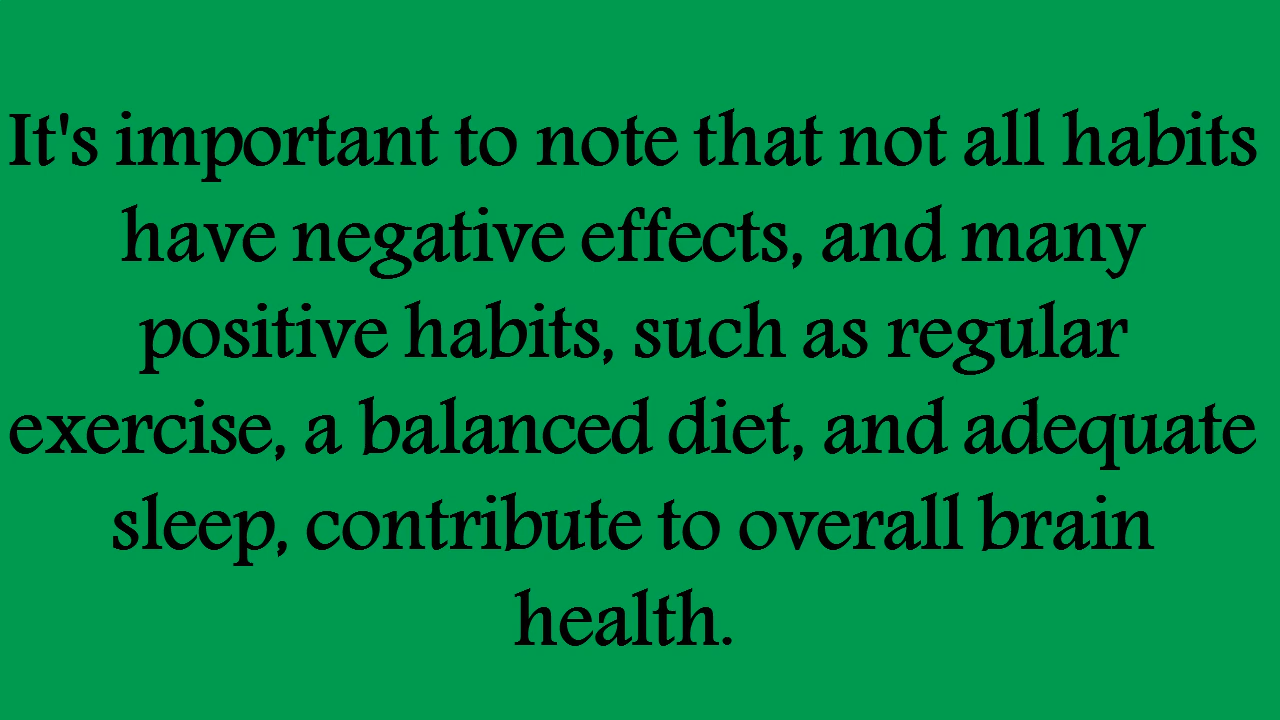 It's important to note that not all habits
have negative effects, and many
positive habits, such as regular
exercise, a balanced diet, and adequate
sleep, contribute to overall brain
health.